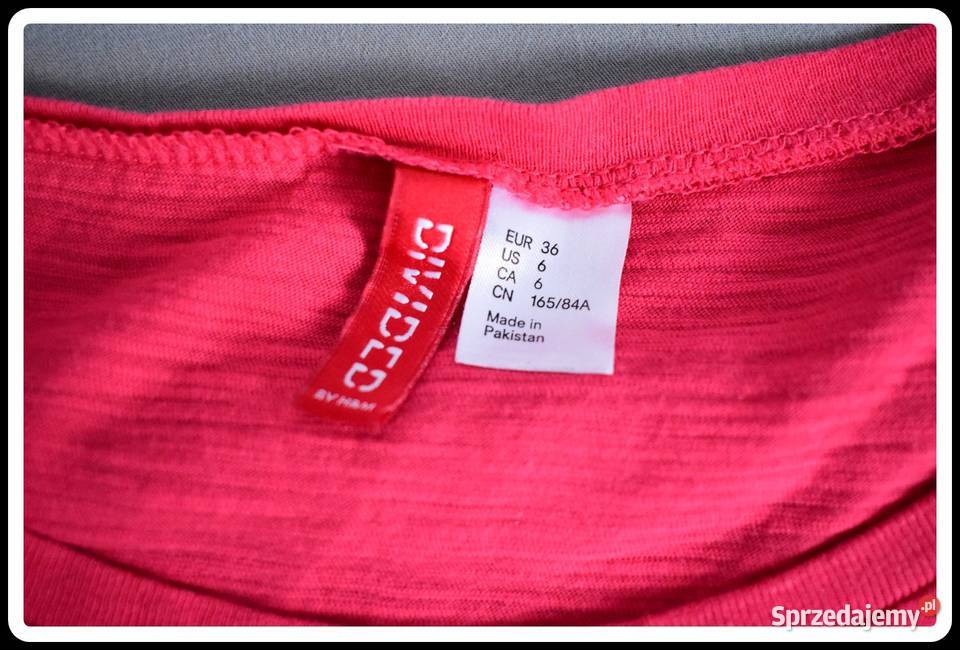 DIVIDED
BY H&M
EUR 36
US 6
CA 6
CN 165/84A
Made in
Pakistan
Sprzedajemy.pl